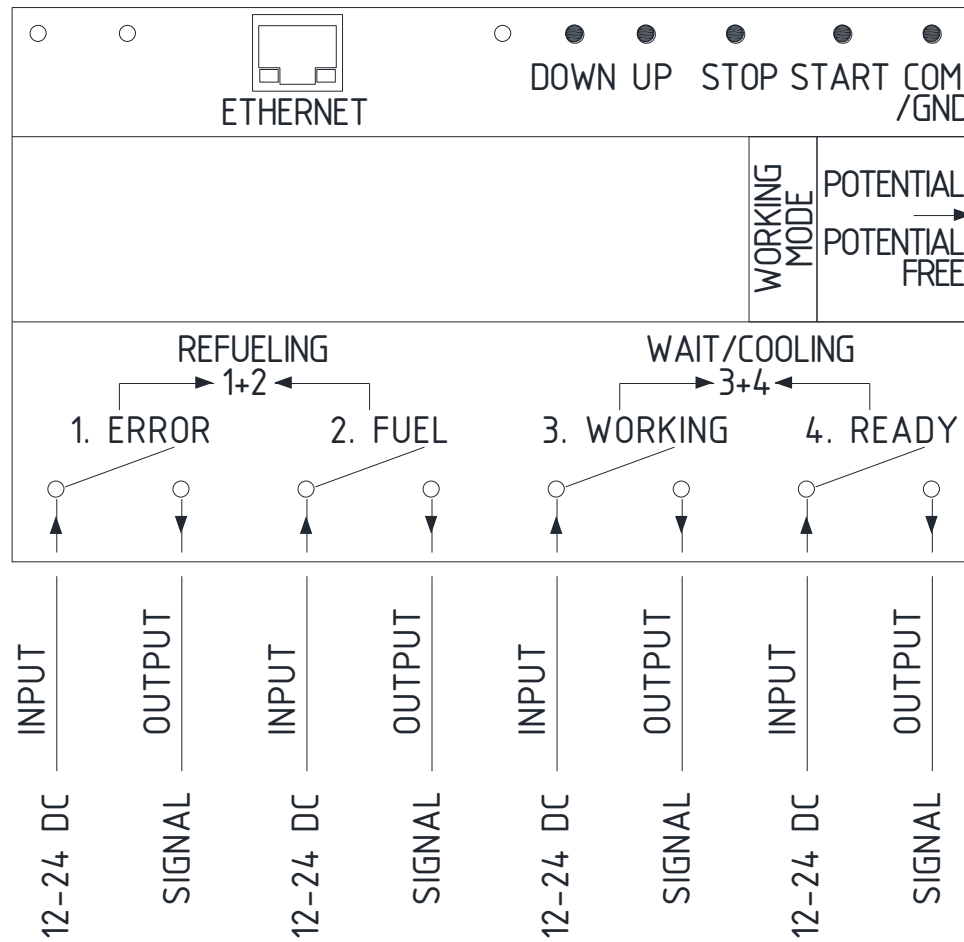 DOWN UP STOP START COM
/GND
ETHERNET
WORKING
MODE
POTENTIAL
POTENTIAL
FREE
REFUELING
1+2
WAIT/COOLING
3+4
1. ERROR
2. FUEL
3. WORKING
4. READY
INPUT
OUTPUT
INPUT
OUTPUT
INPUT
OUTPUT
INPUT
OUTPUT
12-24 DC
SIGNAL
12-24 DC
SIGNAL
12-24 DC
SIGNAL
12-24 DC
SIGNAL